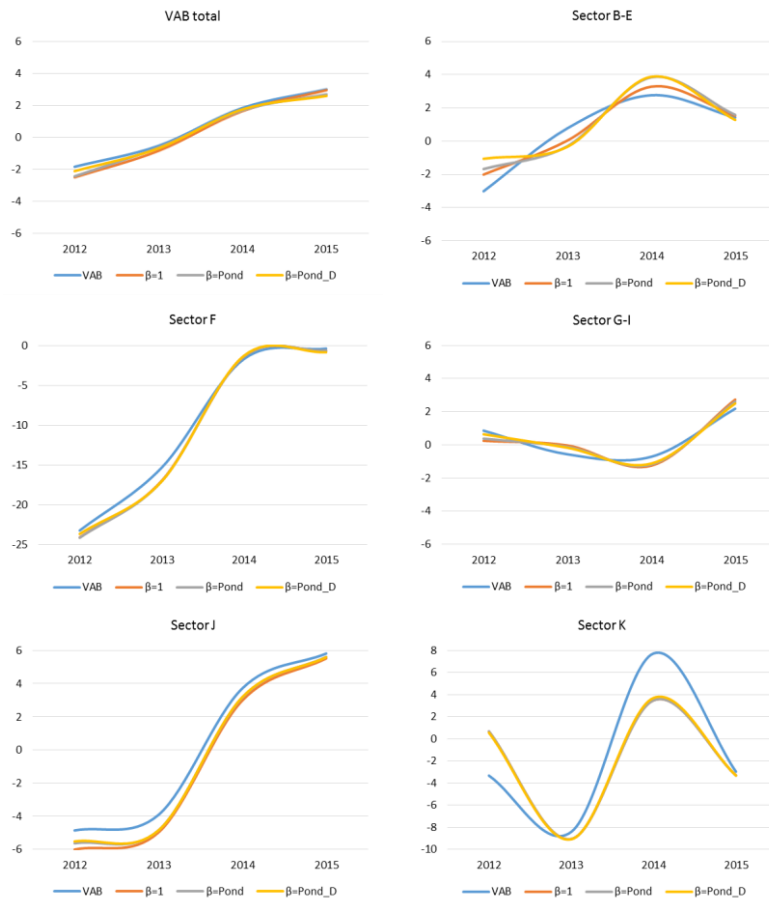 VAB total
6
4
2
0
-2
-4
-6
2012 2013 2014 2015
VAB β=1 β=Pond β=Pond_D
Sector B-E
6
4
2
0
-2
-4
-6
2012 2013 2014 2015
VAB β=1 β=Pond β=Pond_D
Sector F
0
-5
-10
-15
-20
-25
2012 2013 2014 2015
VAB β=1 β=Pond β=Pond_D
Sector G-I
6
4
2
0
-2
-4
-6
2012 2013 2014 2015
VAB β=1 β=Pond β=Pond_D
Sector J
6
4
2
0
-2
-4
-6
2012 2013 2014 2015
VAB β=1 β=Pond β=Pond_D
Sector K
8
6
4
2
0
-2
-4
-6
-8
-10
2012 2013 2014 2015
VAB β=1 β=Pond β=Pond_D